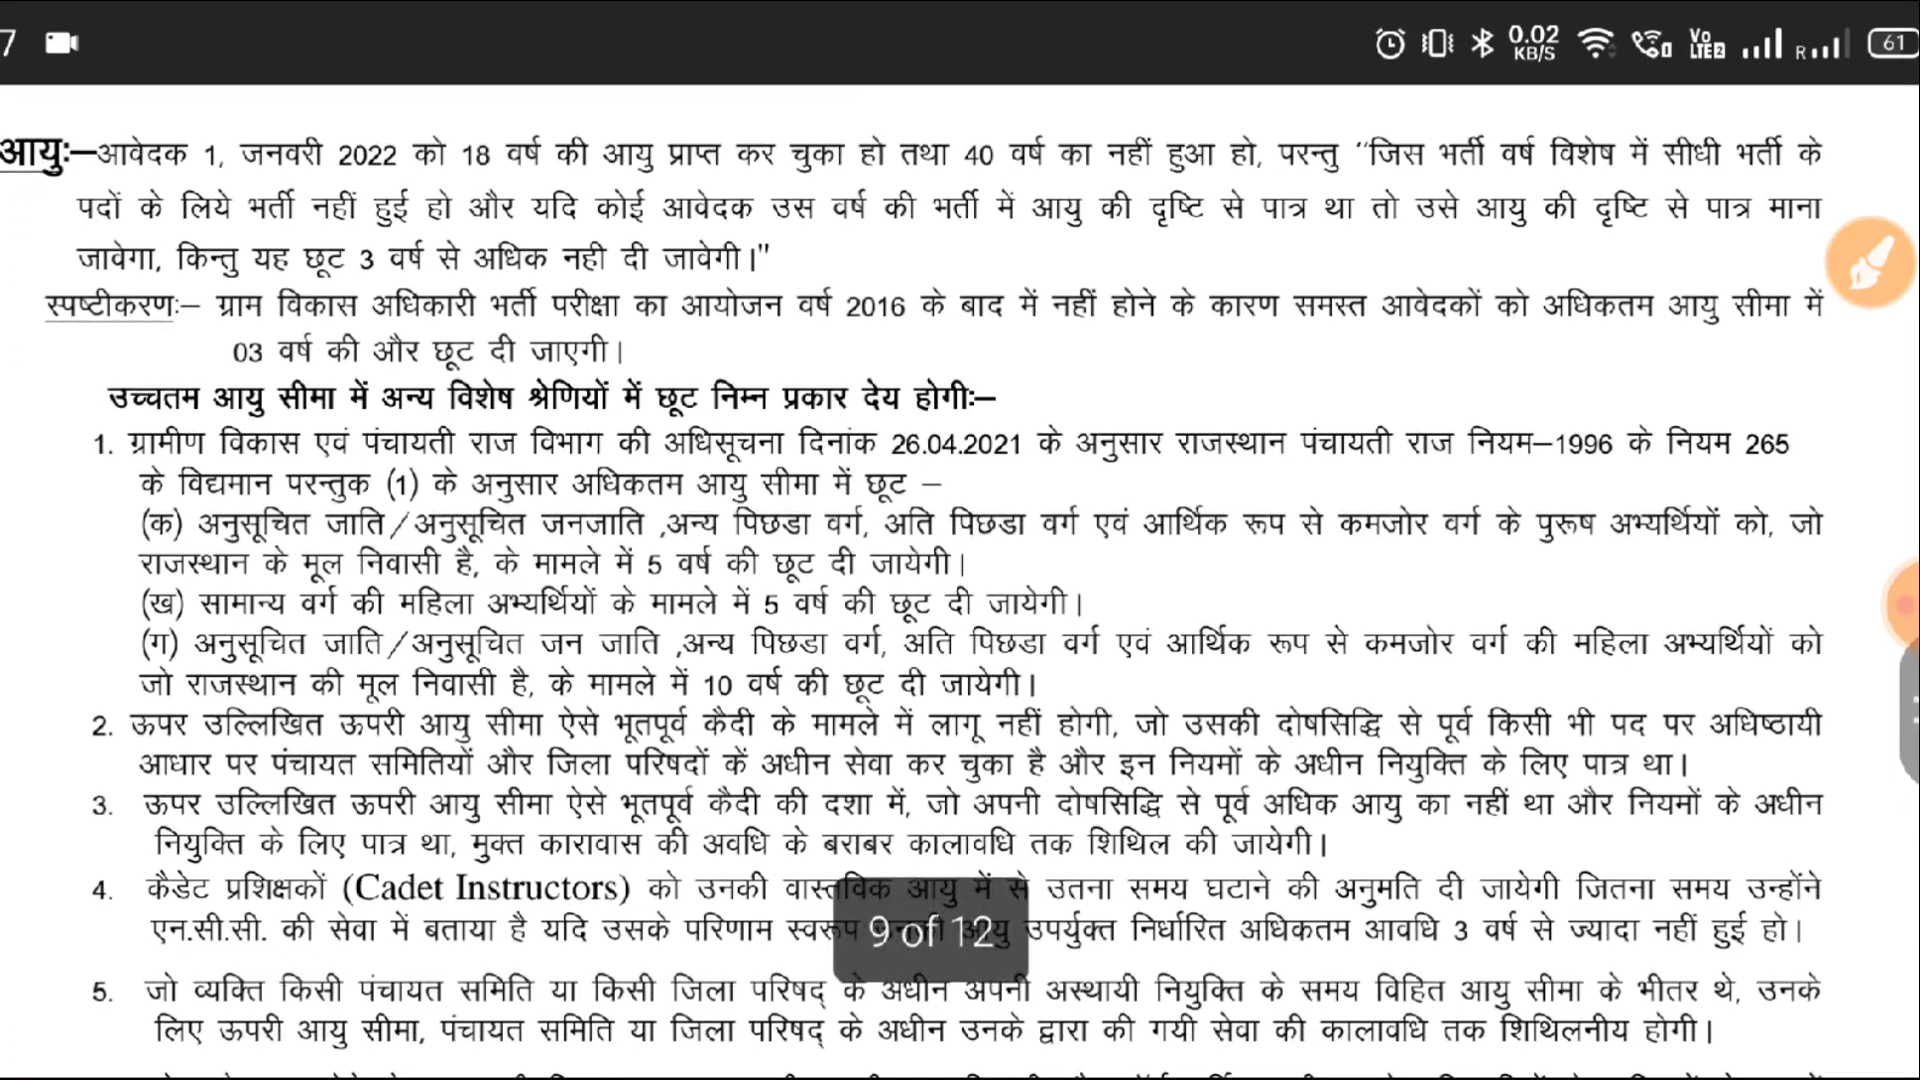 7 0.02 KB/S Vo LTE2 R 61
आयुः–आवेदक 1, जनवरी 2022 को 18 वर्ष की आयु प्राप्त कर चुका हो तथा 40 वर्ष का नहीं हुआ हो, परन्तु "जिस भर्ती वर्ष विशेष में सीधी भर्ती के
पदों के लिये भर्ती नहीं हुई हो और यदि कोई आवेदक उस वर्ष की भर्ती में आयु की दृष्टि से पात्र था तो उसे आयु की दृष्टि से पात्र माना
जावेगा, किन्तु यह छूट 3 वर्ष से अधिक नही दी जावेगी।"
स्पष्टीकरणः– ग्राम विकास अधिकारी भर्ती परीक्षा का आयोजन वर्ष 2016 के बाद में नहीं होने के कारण समस्त आवेदकों को अधिकतम आयु सीमा में
03 वर्ष की और छूट दी जाएगी।
उच्चतम आयु सीमा में अन्य विशेष श्रेणियों में छूट निम्न प्रकार देय होगीः–
1. ग्रामीण विकास एवं पंचायती राज विभाग की अधिसूचना दिनांक 26.04.2021 के अनुसार राजस्थान पंचायती राज नियम–1996 के नियम 265
के विद्यमान परन्तुक (1) के अनुसार अधिकतम आयु सीमा में छूट –
(क) अनुसूचित जाति/अनुसूचित जनजाति ,अन्य पिछडा वर्ग, अति पिछडा वर्ग एवं आर्थिक रूप से कमजोर वर्ग के पुरूष अभ्यर्थियों को, जो
राजस्थान के मूल निवासी है, के मामले में 5 वर्ष की छूट दी जायेगी।
(ख) सामान्य वर्ग की महिला अभ्यर्थियों के मामले में 5 वर्ष की छूट दी जायेगी।
(ग) अनुसूचित जाति/अनुसूचित जन जाति ,अन्य पिछडा वर्ग, अति पिछडा वर्ग एवं आर्थिक रूप से कमजोर वर्ग की महिला अभ्यर्थियों को
जो राजस्थान की मूल निवासी है, के मामले में 10 वर्ष की छूट दी जायेगी।
2. ऊपर उल्लिखित ऊपरी आयु सीमा ऐसे भूतपूर्व कैदी के मामले में लागू नहीं होगी, जो उसकी दोषसिद्धि से पूर्व किसी भी पद पर अधिष्ठायी
आधार पर पंचायत समितियों और जिला परिषदों कें अधीन सेवा कर चुका है और इन नियमों के अधीन नियुक्ति के लिए पात्र था।
3. ऊपर उल्लिखित ऊपरी आयु सीमा ऐसे भूतपूर्व कैदी की दशा में, जो अपनी दोषसिद्धि से पूर्व अधिक आयु का नहीं था और नियमों के अधीन
नियुक्ति के लिए पात्र था, मुक्त कारावास की अवधि के बराबर कालावधि तक शिथिल की जायेगी।
4. कैडेट प्रशिक्षकों (Cadet Instructors) को उनकी वास्तविक आयु में से उतना समय घटाने की अनुमति दी जायेगी जितना समय उन्होंने
एन.सी.सी. की सेवा में बताया है यदि उसके परिणाम स्वरूप उनकी आयु उपर्युक्त निर्धारित अधिकतम आवधि 3 वर्ष से ज्यादा नहीं हुई हो।
9 of 12
5. जो व्यक्ति किसी पंचायत समिति या किसी जिला परिषद् के अधीन अपनी अस्थायी नियुक्ति के समय विहित आयु सीमा के भीतर थे, उनके
लिए ऊपरी आयु सीमा, पंचायत समिति या जिला परिषद् के अधीन उनके द्वारा की गयी सेवा की कालावधि तक शिथिलनीय होगी।